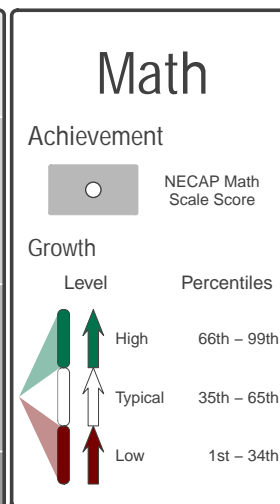 Math
Achievement
NECAP Math
Scale Score
Growth
Level Percentiles
High 66th – 99th
Typical 35th – 65th
Low 1st – 34th